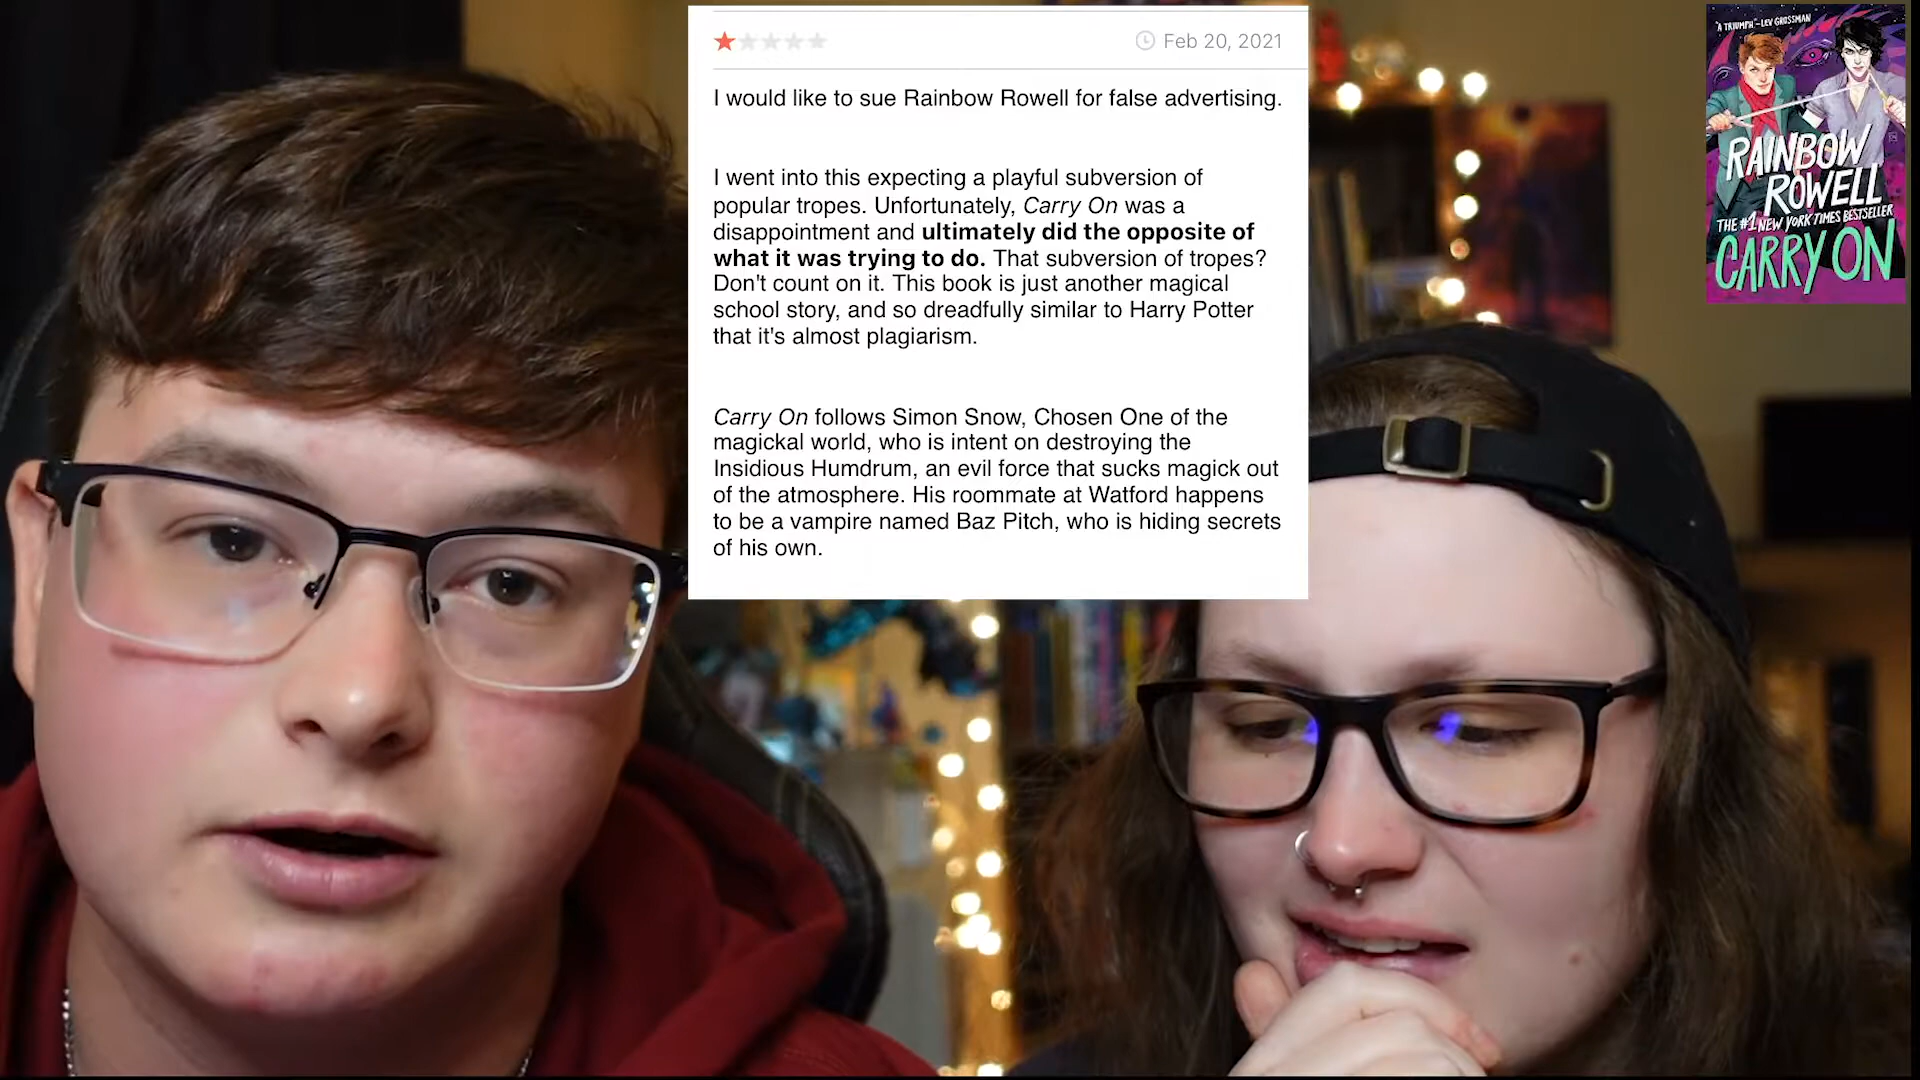 Feb 20, 2021
I would like to sue Rainbow Rowell for false advertising.
I went into this expecting a playful subversion of
popular tropes. Unfortunately, Carry On was a
disappointment and ultimately did the opposite of
what it was trying to do. That subversion of tropes?
Don't count on it. This book is just another magical
school story, and so dreadfully similar to Harry Potter
that it's almost plagiarism.
Carry On follows Simon Snow, Chosen One of the
magickal world, who is intent on destroying the
Insidious Humdrum, an evil force that sucks magick out
of the atmosphere. His roommate at Watford happens
to be a vampire named Baz Pitch, who is hiding secrets
of his own.
"A TRIUMPH"-LEV GROSSMAN
RAINBOW
ROWELL
THE #1 NEW YORK TIMES BESTSELLER
CARRY ON